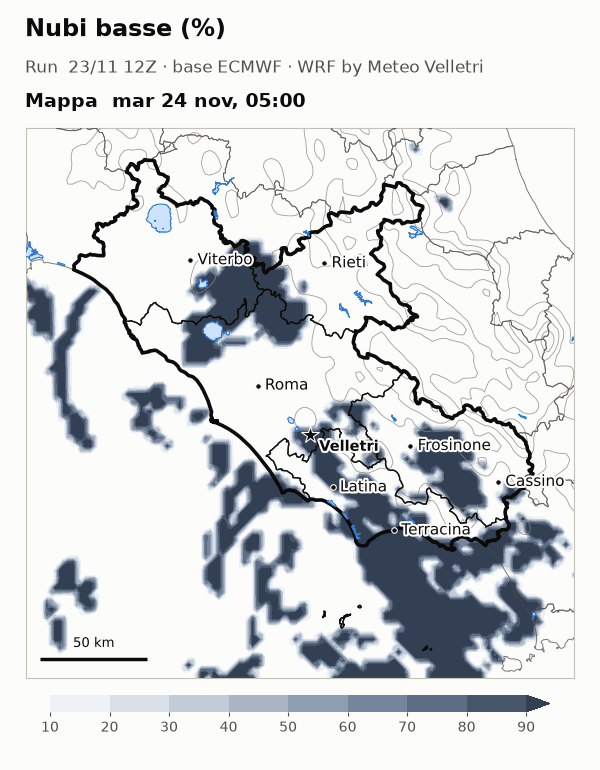 Nubi basse (%)
Run  23/11 12Z · base ECMWF · WRF by Meteo Velletri
Mappa  mar 24 nov, 05:00
Viterbo
Rieti
Roma
Velletri
Frosinone
Latina
Cassino
Terracina
50 km
10 20 30 40 50 60 70 80 90